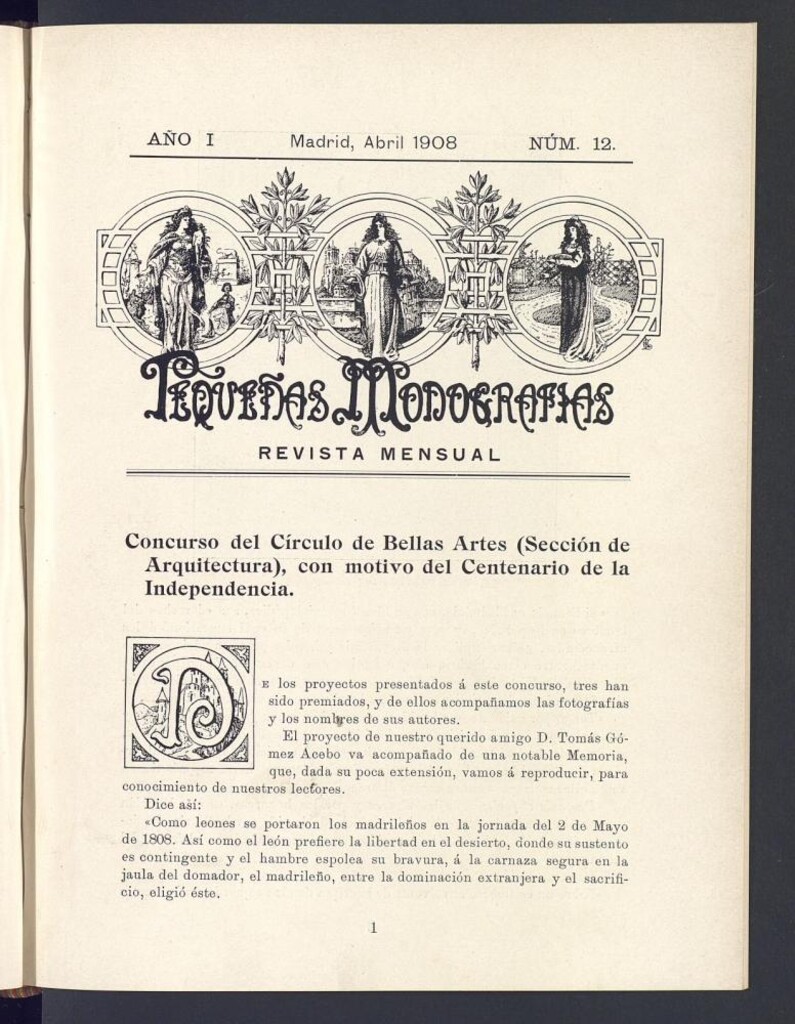 AÑO I Madrid, Abril 1908 NÚM. 12.
PEQUEÑAS MONOGRAFIAS
REVISTA MENSUAL
Concurso del Círculo de Bellas Artes (Sección de
Arquitectura), con motivo del Centenario de la
Independencia.
DE los proyectos presentados á este concurso, tres han
sido premiados, y de ellos acompañamos las fotografías
y los nombres de sus autores.
El proyecto de nuestro querido amigo D. Tomás Gó-
mez Acebo va acompañado de una notable Memoria,
que, dada su poca extensión, vamos á reproducir, para
conocimiento de nuestros lectores.
Dice así:
«Como leones se portaron los madrileños en la jornada del 2 de Mayo
de 1808. Así como el león prefiere la libertad en el desierto, donde su sustento
es contingente y el hambre espolea su bravura, á la carnaza segura en la
jaula del domador, el madrileño, entre la dominación extranjera y el sacrifi-
cio, eligió éste.
1